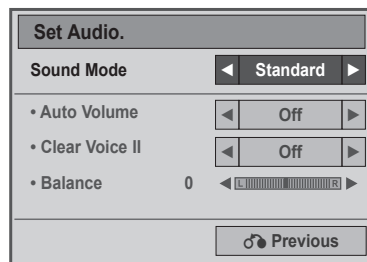 Set Audio.
Sound Mode ◀ Standard ▶
• Auto Volume ◀ Off ▶
• Clear Voice II ◀ Off ▶
• Balance 0 ◀ L R ▶
Previous